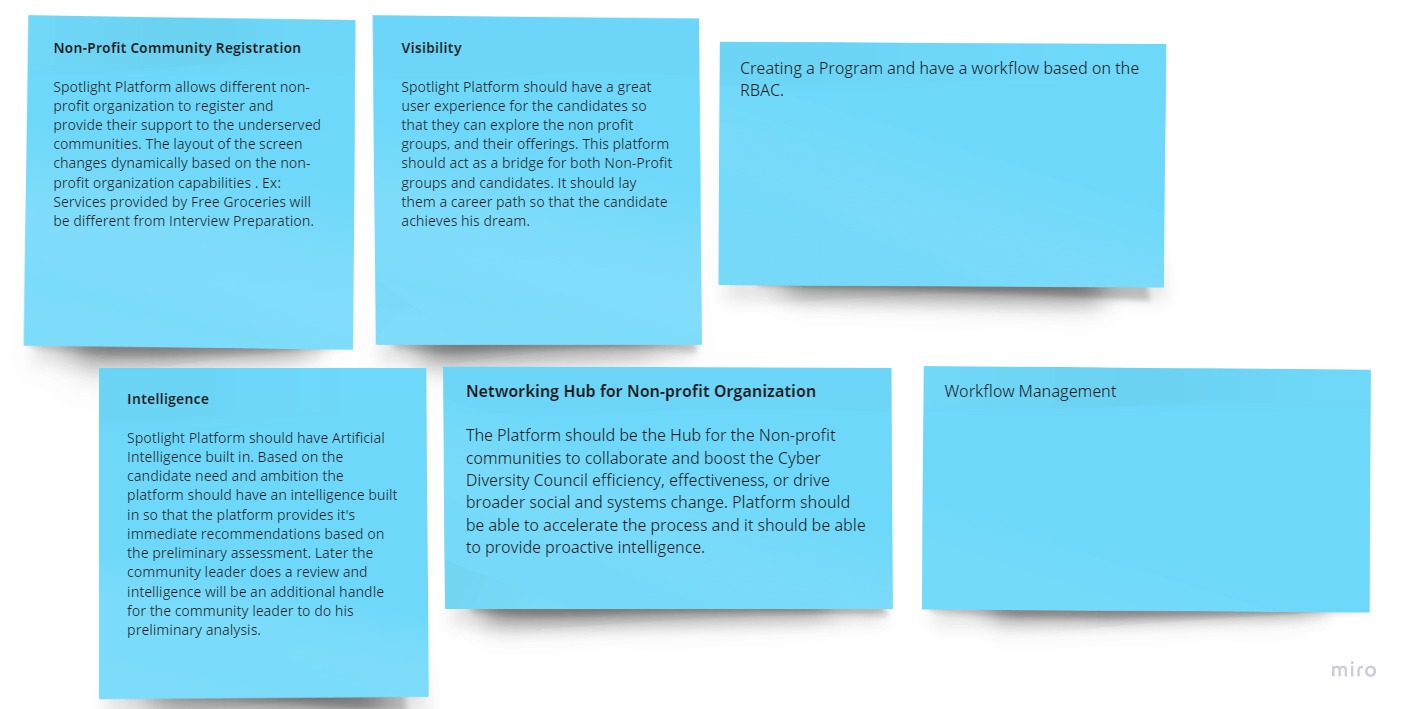 Non-Profit Community Registration
Spotlight Platform allows different non-
profit organization to register and
provide their support to the underserved
communities. The layout of the screen
changes dynamically based on the non-
profit organization capabilities . Ex:
Services provided by Free Groceries will
be different from Interview Preparation.
Visibility
Spotlight Platform should have a great
user experience for the candidates so
that they can explore the non profit
groups, and their offerings. This platform
should act as a bridge for both Non-Profit
groups and candidates. It should lay
them a career path so that the candidate
achieves his dream.
Creating a Program and have a workflow based on the
RBAC.
Intelligence
Spotlight Platform should have Artificial
Intelligence built in. Based on the
candidate need and ambition the
platform should have an intelligence built
in so that the platform provides it's
immediate recommendations based on
the preliminary assessment. Later the
community leader does a review and
intelligence will be an additional handle
for the community leader to do his
preliminary analysis.
Networking Hub for Non-profit Organization
The Platform should be the Hub for the Non-profit
communities to collaborate and boost the Cyber
Diversity Council efficiency, effectiveness, or drive
broader social and systems change. Platform should
be able to accelerate the process and it should be able
to provide proactive intelligence.
Workflow Management
miro